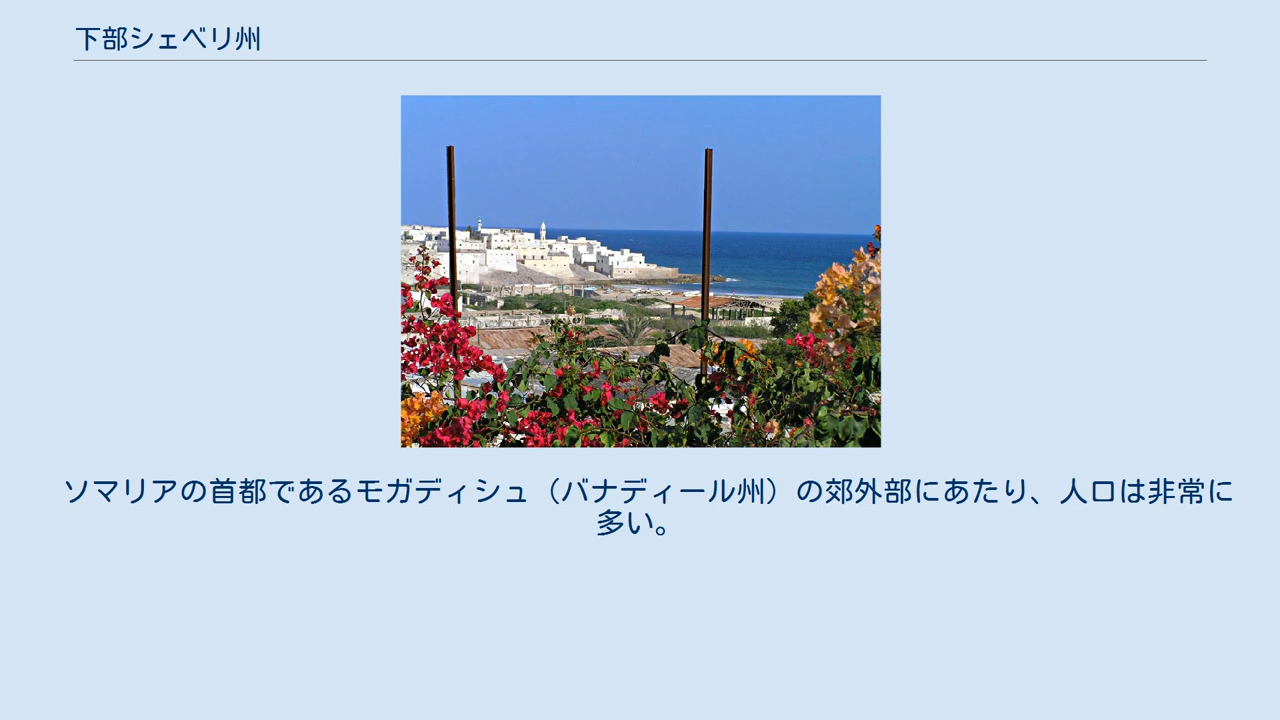 下部シェベリ州
ソマリアの首都であるモガディシュ（バナディール州）の郊外部にあたり、人口は非常に
多い。